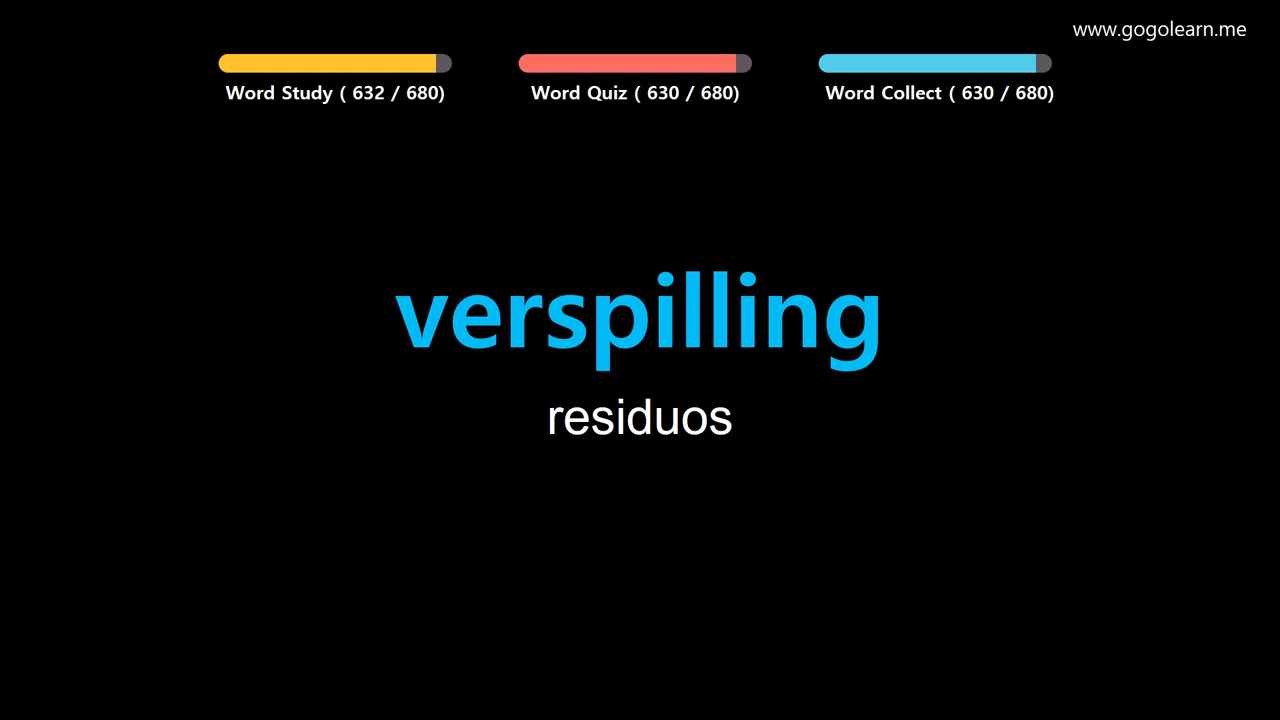 www.gogolearn.me
Word Study ( 632 / 680)
Word Quiz ( 630 / 680)
Word Collect ( 630 / 680)
verspilling
residuos